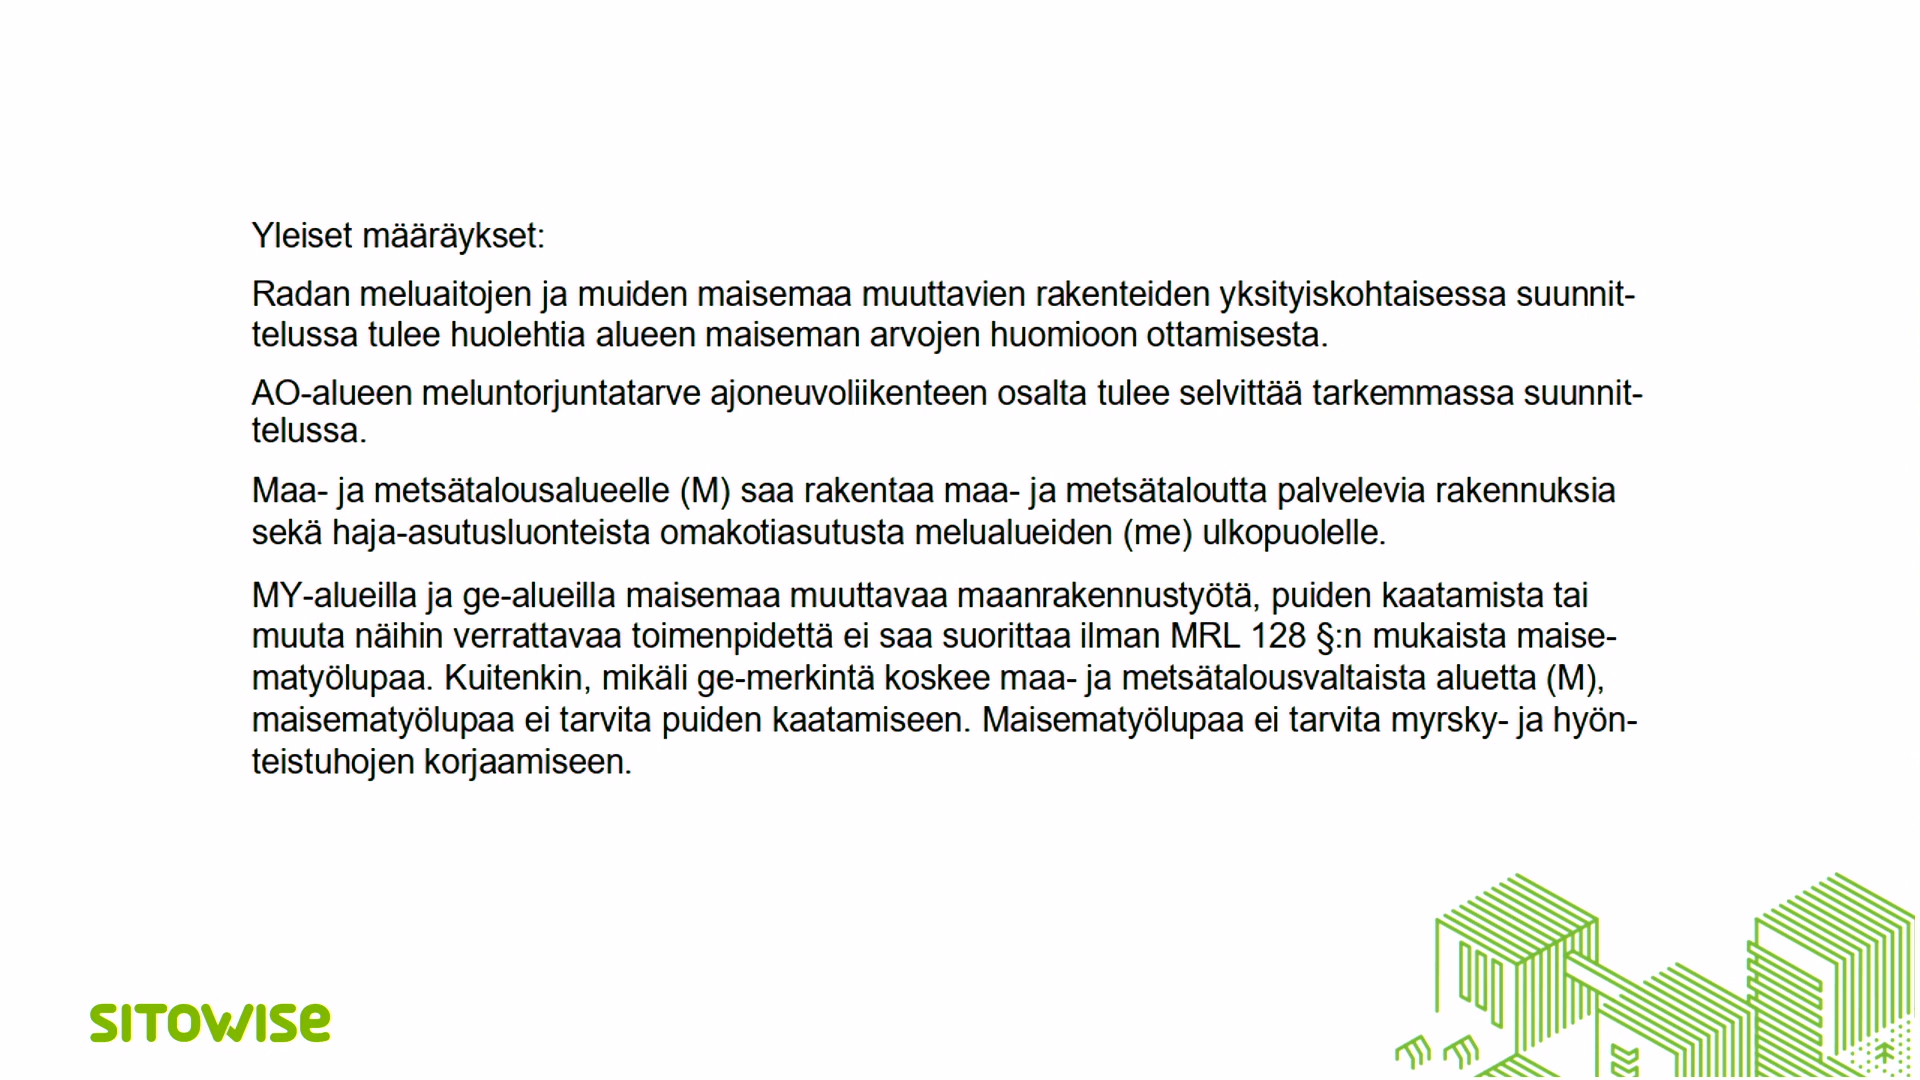 Yleiset määräykset:
Radan meluaitojen ja muiden maisemaa muuttavien rakenteiden yksityiskohtaisessa suunnit-
telussa tulee huolehtia alueen maiseman arvojen huomioon ottamisesta.
AO-alueen meluntorjuntatarve ajoneuvoliikenteen osalta tulee selvittää tarkemmassa suunnit-
telussa.
Maa- ja metsätalousalueelle (M) saa rakentaa maa- ja metsätaloutta palvelevia rakennuksia
sekä haja-asutusluonteista omakotiasutusta melualueiden (me) ulkopuolelle.
MY-alueilla ja ge-alueilla maisemaa muuttavaa maanrakennustyötä, puiden kaatamista tai
muuta näihin verrattavaa toimenpidettä ei saa suorittaa ilman MRL 128 §:n mukaista maise-
matyölupaa. Kuitenkin, mikäli ge-merkintä koskee maa- ja metsätalousvaltaista aluetta (M),
maisematyölupaa ei tarvita puiden kaatamiseen. Maisematyölupaa ei tarvita myrsky- ja hyön-
teistuhojen korjaamiseen.
SITOWISE